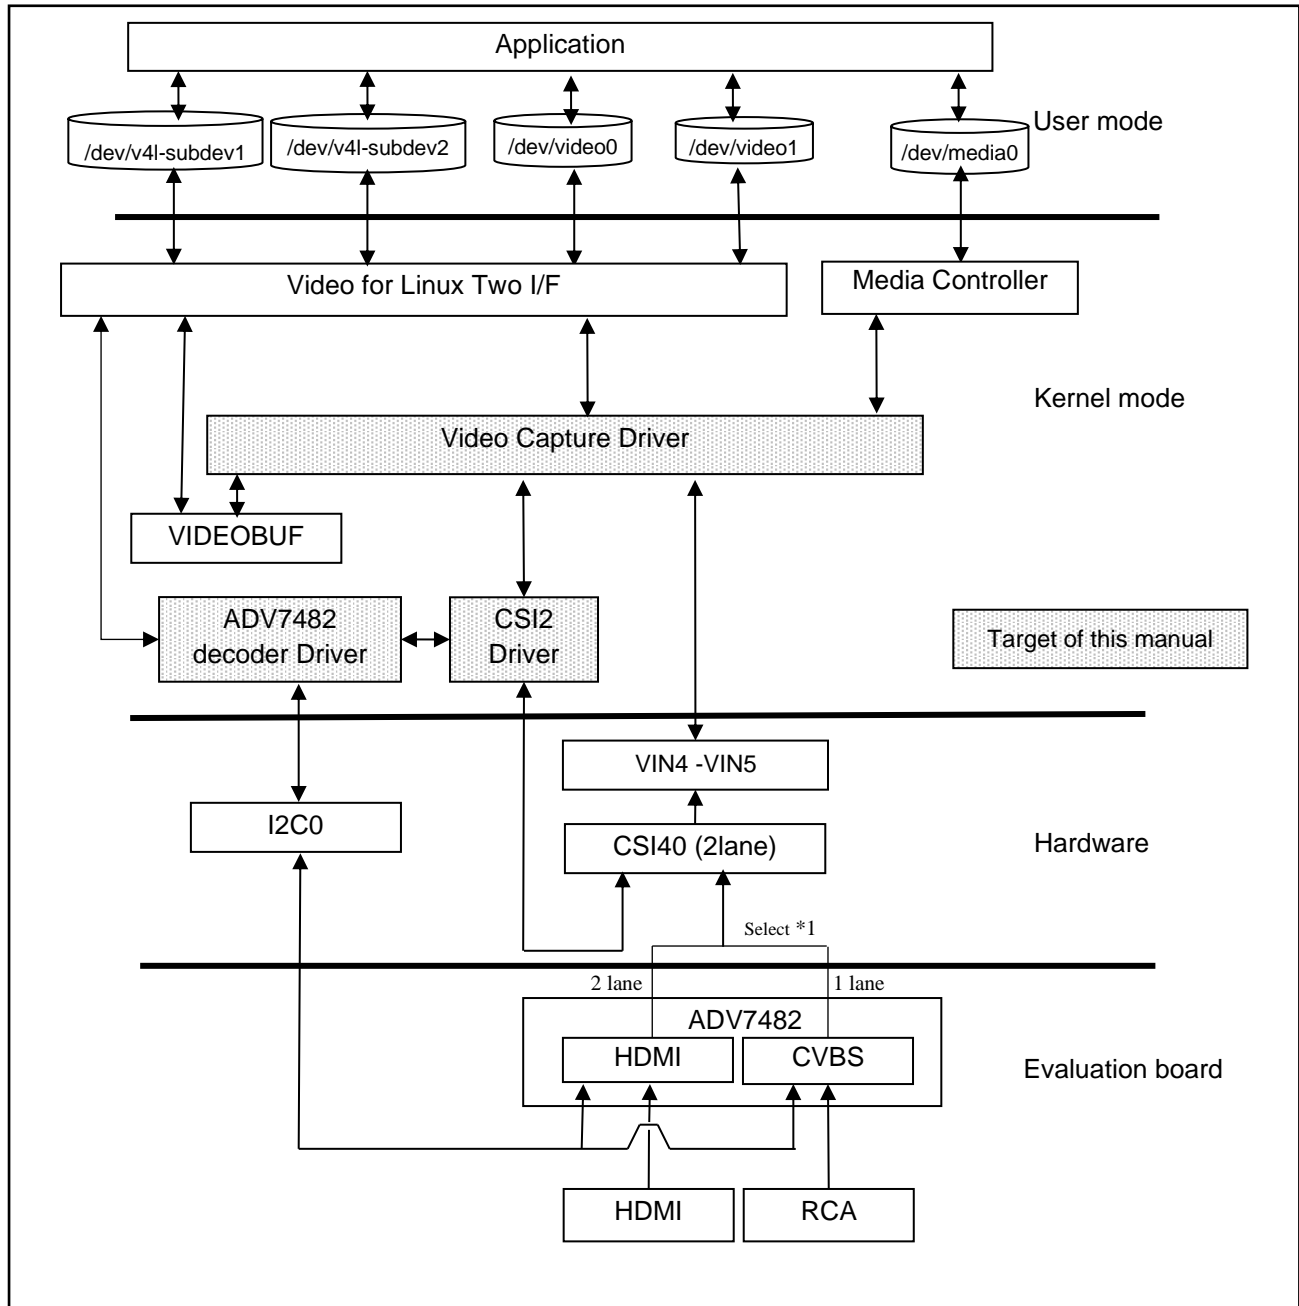 Application
/dev/v4l-subdev1
/dev/v4l-subdev2
/dev/video0
/dev/video1
/dev/media0
User mode
Video for Linux Two I/F
Media Controller
Kernel mode
Video Capture Driver
VIDEOBUF
ADV7482
decoder Driver
CSI2
Driver
Target of this manual
VIN4 -VIN5
I2C0
CSI40 (2lane)
Hardware
Select *1
2 lane
1 lane
ADV7482
HDMI
CVBS
Evaluation board
HDMI
RCA